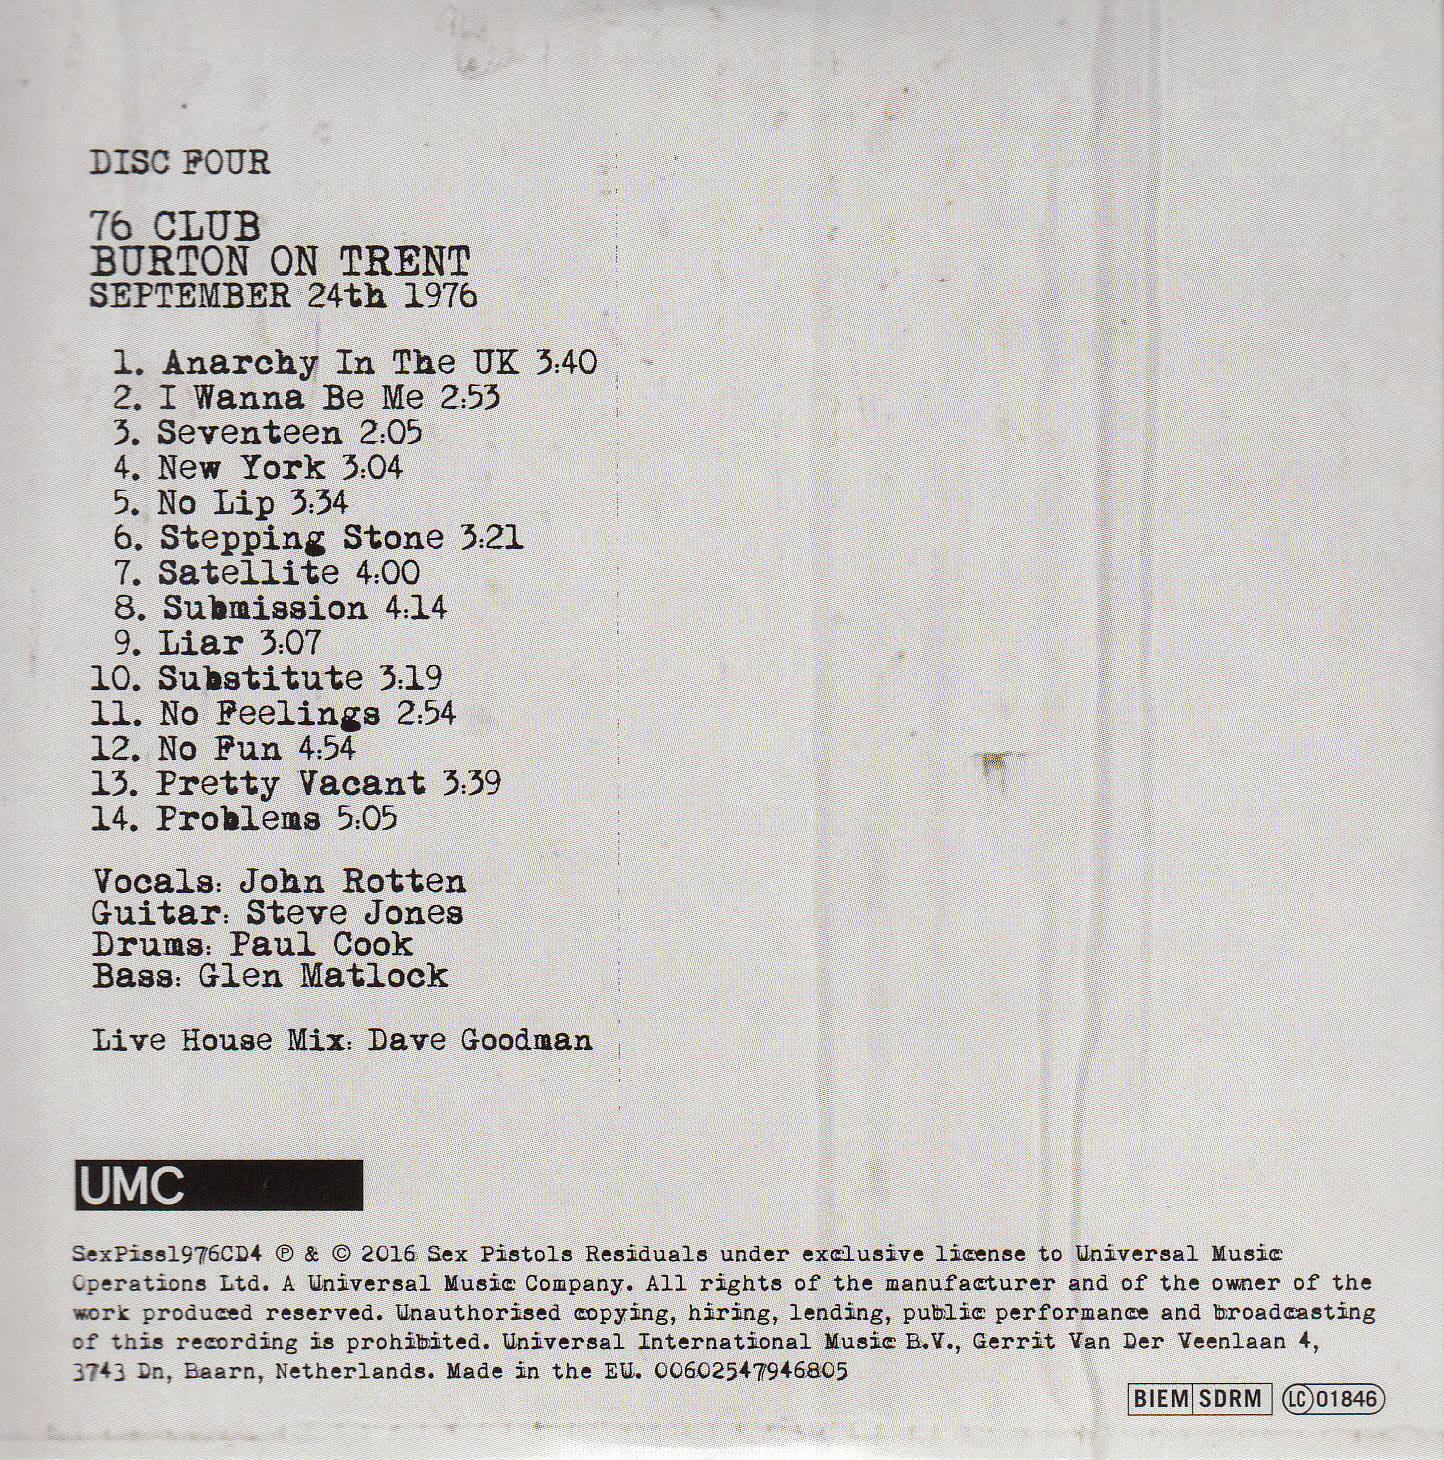 DISC FOUR
76 CLUB
BURTON ON TRENT
SEPTEMBER 24th 1976
1. Anarchy In The UK 3:40
2. I Wanna Be Me 2:53
3. Seventeen 2:05
4. New York 3:04
5. No Lip 3:34
6. Stepping Stone 3:21
7. Satellite 4:00
8. Submission 4:14
9. Liar 3:07
10. Substitute 3:19
11. No Feelings 2:54
12. No Fun 4:54
13. Pretty Vacant 3:39
14. Problems 5:05
Vocals: John Rotten
Guitar: Steve Jones
Drums: Paul Cook
Bass: Glen Matlock
Live House Mix: Dave Goodman
UMC
SexPiss1976CD4 ℗ & © 2016 Sex Pistols Residuals under exclusive license to Universal Music
Operations Ltd. A Universal Music Company. All rights of the manufacturer and of the owner of the
work produced reserved. Unauthorised copying, hiring, lending, public performance and broadcasting
of this recording is prohibited. Universal International Music B.V., Gerrit Van Der Veenlaan 4,
3743 Dn, Baarn, Netherlands. Made in the EU. 00602547946805
BIEM SDRM LC 01846